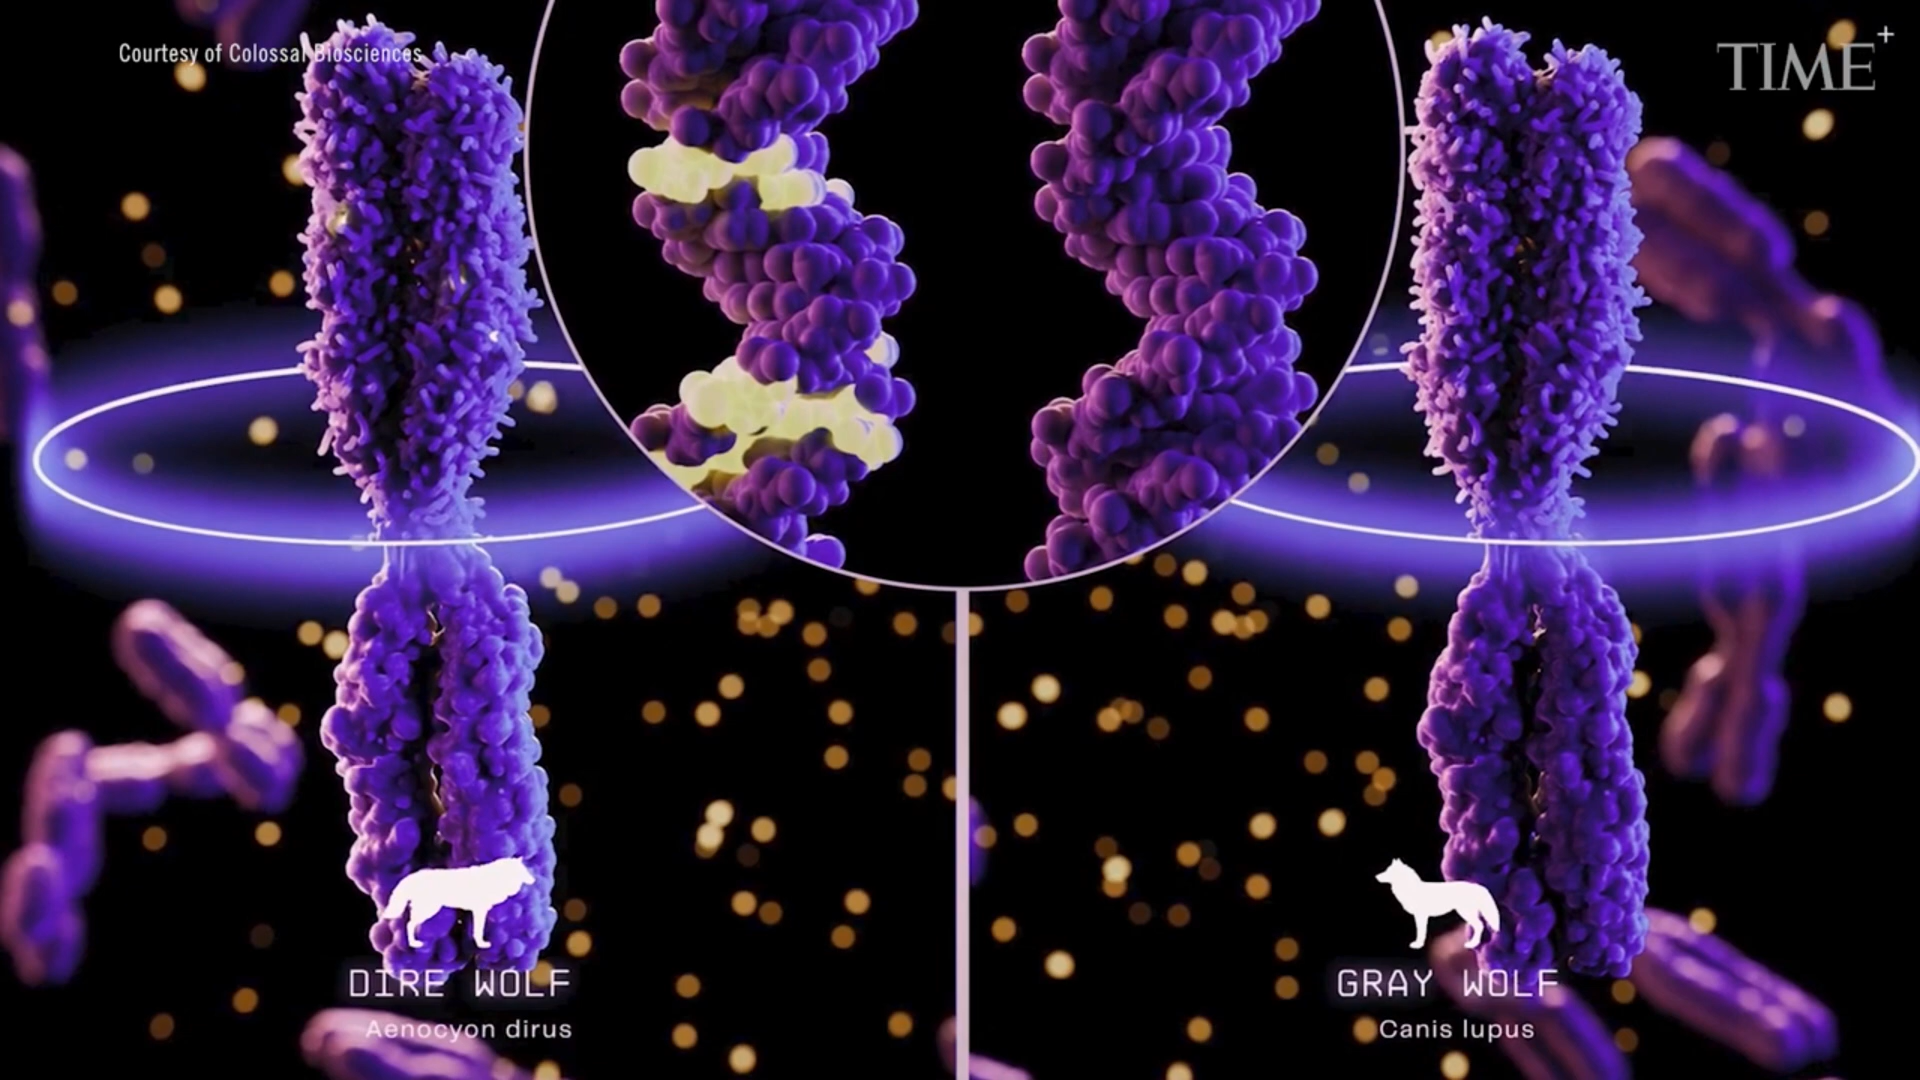 Courtesy of Colossal Biosciences
TIME+
DIRE WOLF
Aenocyon dirus
GRAY WOLF
Canis lupus